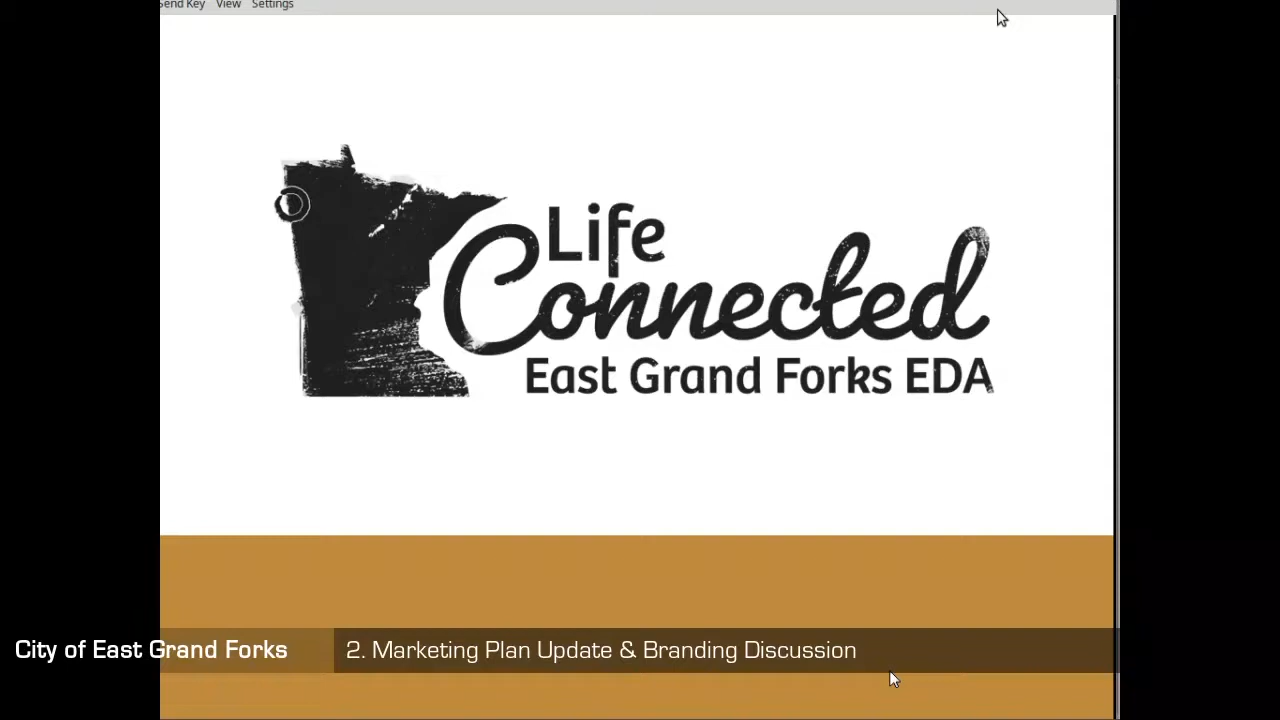 Send Key View Settings
Life
Connected
East Grand Forks EDA
City of East Grand Forks
2. Marketing Plan Update & Branding Discussion